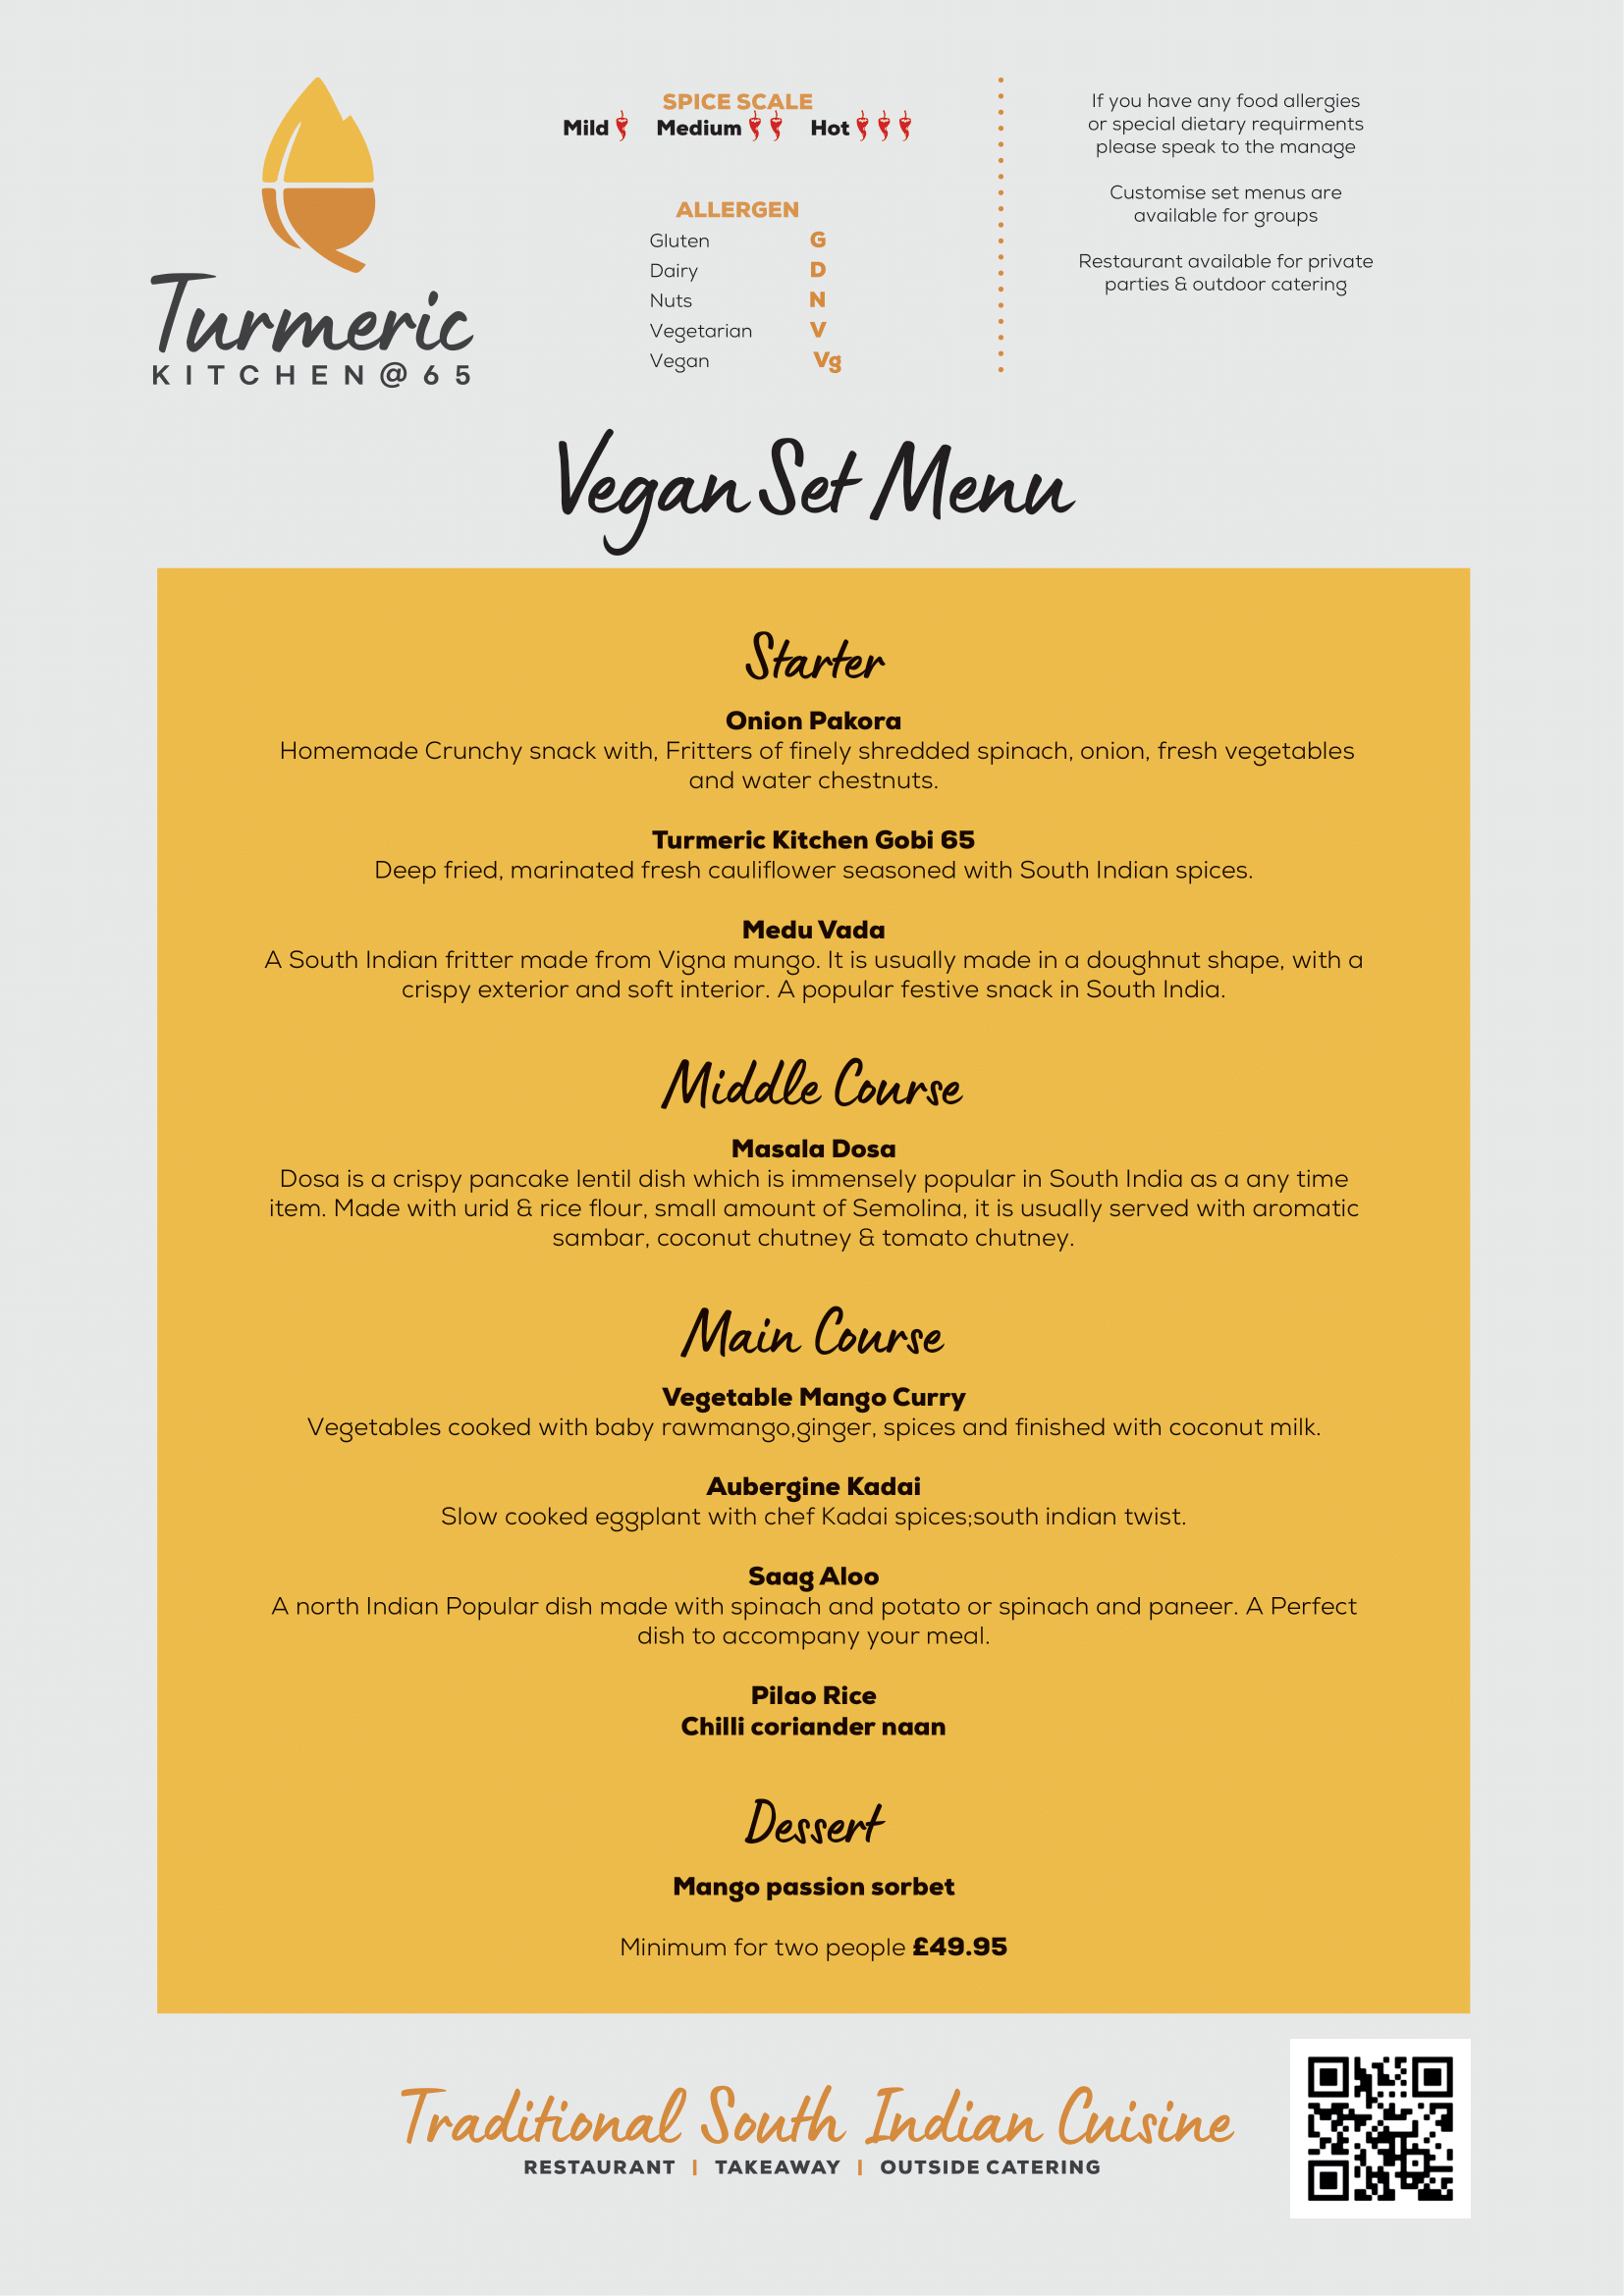 Turmeric
KITCHEN@65
SPICE SCALE
Mild Medium Hot
ALLERGEN
Gluten G
Dairy D
Nuts N
Vegetarian V
Vegan Vg
If you have any food allergies
or special dietary requirments
please speak to the manage
Customise set menus are
available for groups
Restaurant available for private
parties & outdoor catering
Vegan Set Menu
Starter
Onion Pakora
Homemade Crunchy snack with, Fritters of finely shredded spinach, onion, fresh vegetables
and water chestnuts.
Turmeric Kitchen Gobi 65
Deep fried, marinated fresh cauliflower seasoned with South Indian spices.
Medu Vada
A South Indian fritter made from Vigna mungo. It is usually made in a doughnut shape, with a
crispy exterior and soft interior. A popular festive snack in South India.
Middle Course
Masala Dosa
Dosa is a crispy pancake lentil dish which is immensely popular in South India as a any time
item. Made with urid & rice flour, small amount of Semolina, it is usually served with aromatic
sambar, coconut chutney & tomato chutney.
Main Course
Vegetable Mango Curry
Vegetables cooked with baby rawmango,ginger, spices and finished with coconut milk.
Aubergine Kadai
Slow cooked eggplant with chef Kadai spices;south indian twist.
Saag Aloo
A north Indian Popular dish made with spinach and potato or spinach and paneer. A Perfect
dish to accompany your meal.
Pilao Rice
Chilli coriander naan
Dessert
Mango passion sorbet
Minimum for two people £49.95
Traditional South Indian Cuisine
RESTAURANT | TAKEAWAY | OUTSIDE CATERING